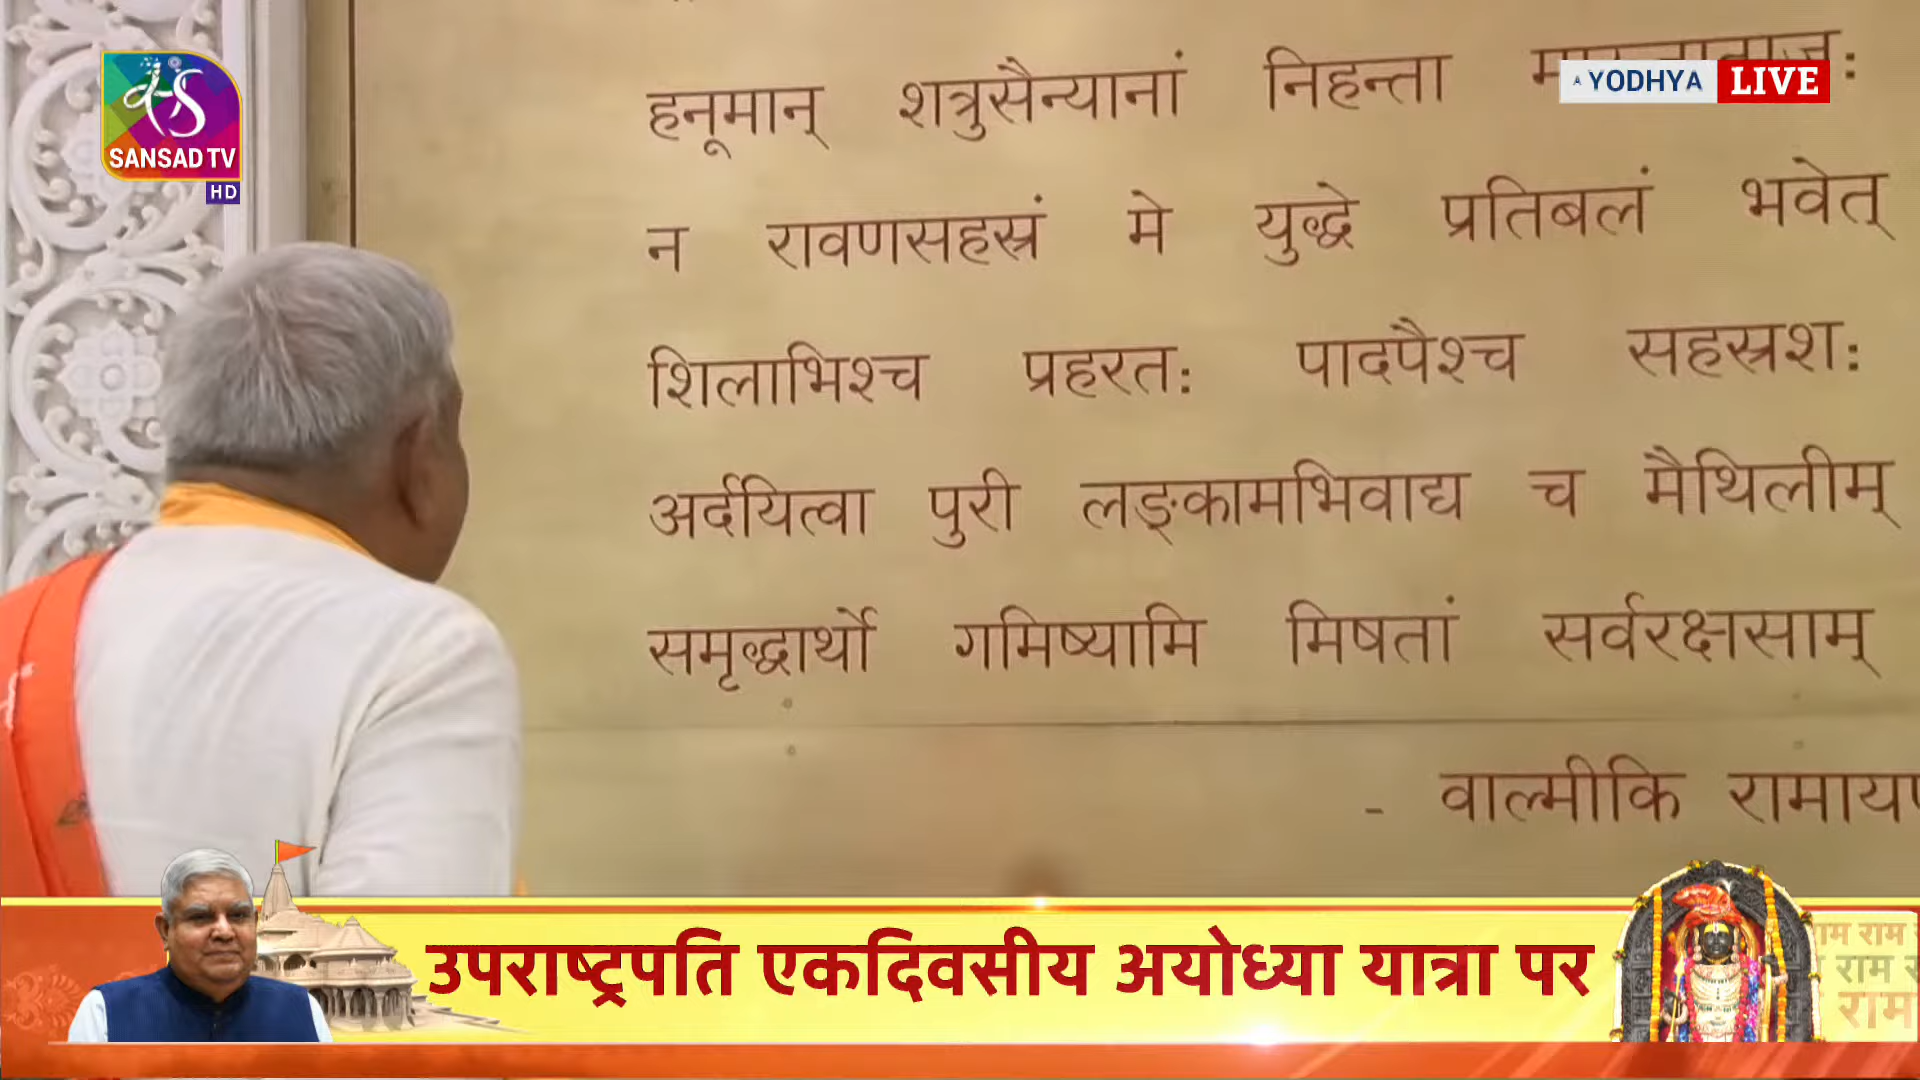 SANSAD TV
HD
AYODHYA LIVE
हनूमान् शत्रुसैन्यानां निहन्ता
न रावणसहस्रं मे युद्धे प्रतिबलं भवेत्
शिलाभिश्च प्रहरतः पादपैश्च सहस्रशः
अर्दयित्वा पुरी लङ्कामभिवाद्य च मैथिलीम्
समृद्धार्थो गमिष्यामि मिषतां सर्वरक्षसाम्
- वाल्मीकि
उपराष्ट्रपति एकदिवसीय अयोध्या यात्रा पर
राम
राम
राम